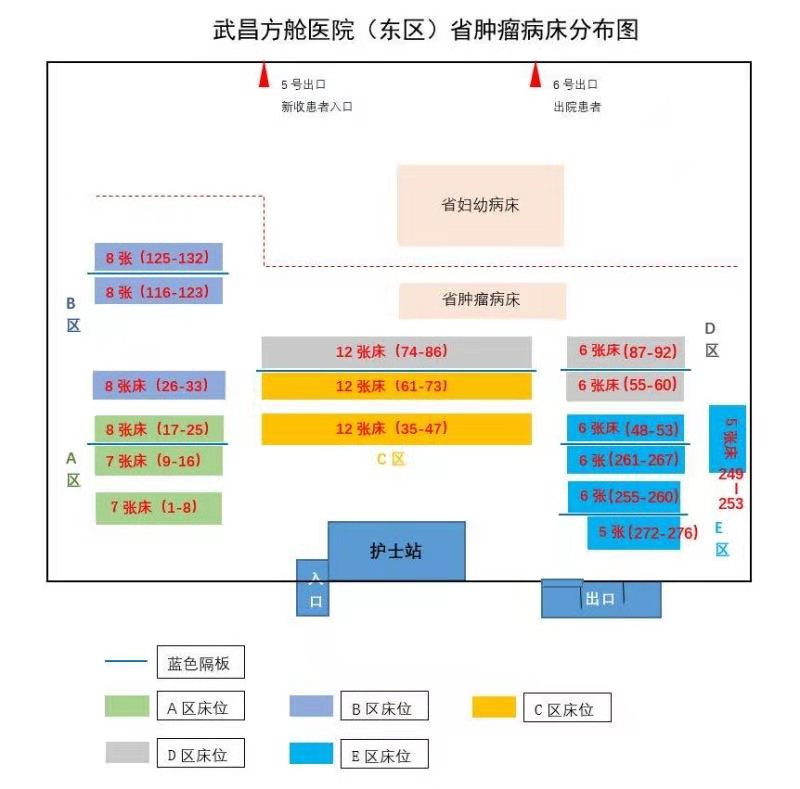 武昌方舱医院（东区）省肿瘤病床分布图
5号出口
新收患者入口
6号出口
出院患者
省妇幼病床
8张（125-132）
8张（116-123）
B
区
省肿瘤病床
D
区
12张床（74-86）
6张床(87-92）
8张床（26-33）
12张床（61-73）
6张床(55-60）
8张床（17-25）
12张床（35-47）
6张床(48-53）
5张床
249
-
253
A
区
7张床（9-16）
C区
6张(261-267）
7张床（1-8）
6张(255-260）
5张(272-276)
E
区
护士站
入
口
出口
蓝色隔板
A区床位
B区床位
C区床位
D区床位
E区床位